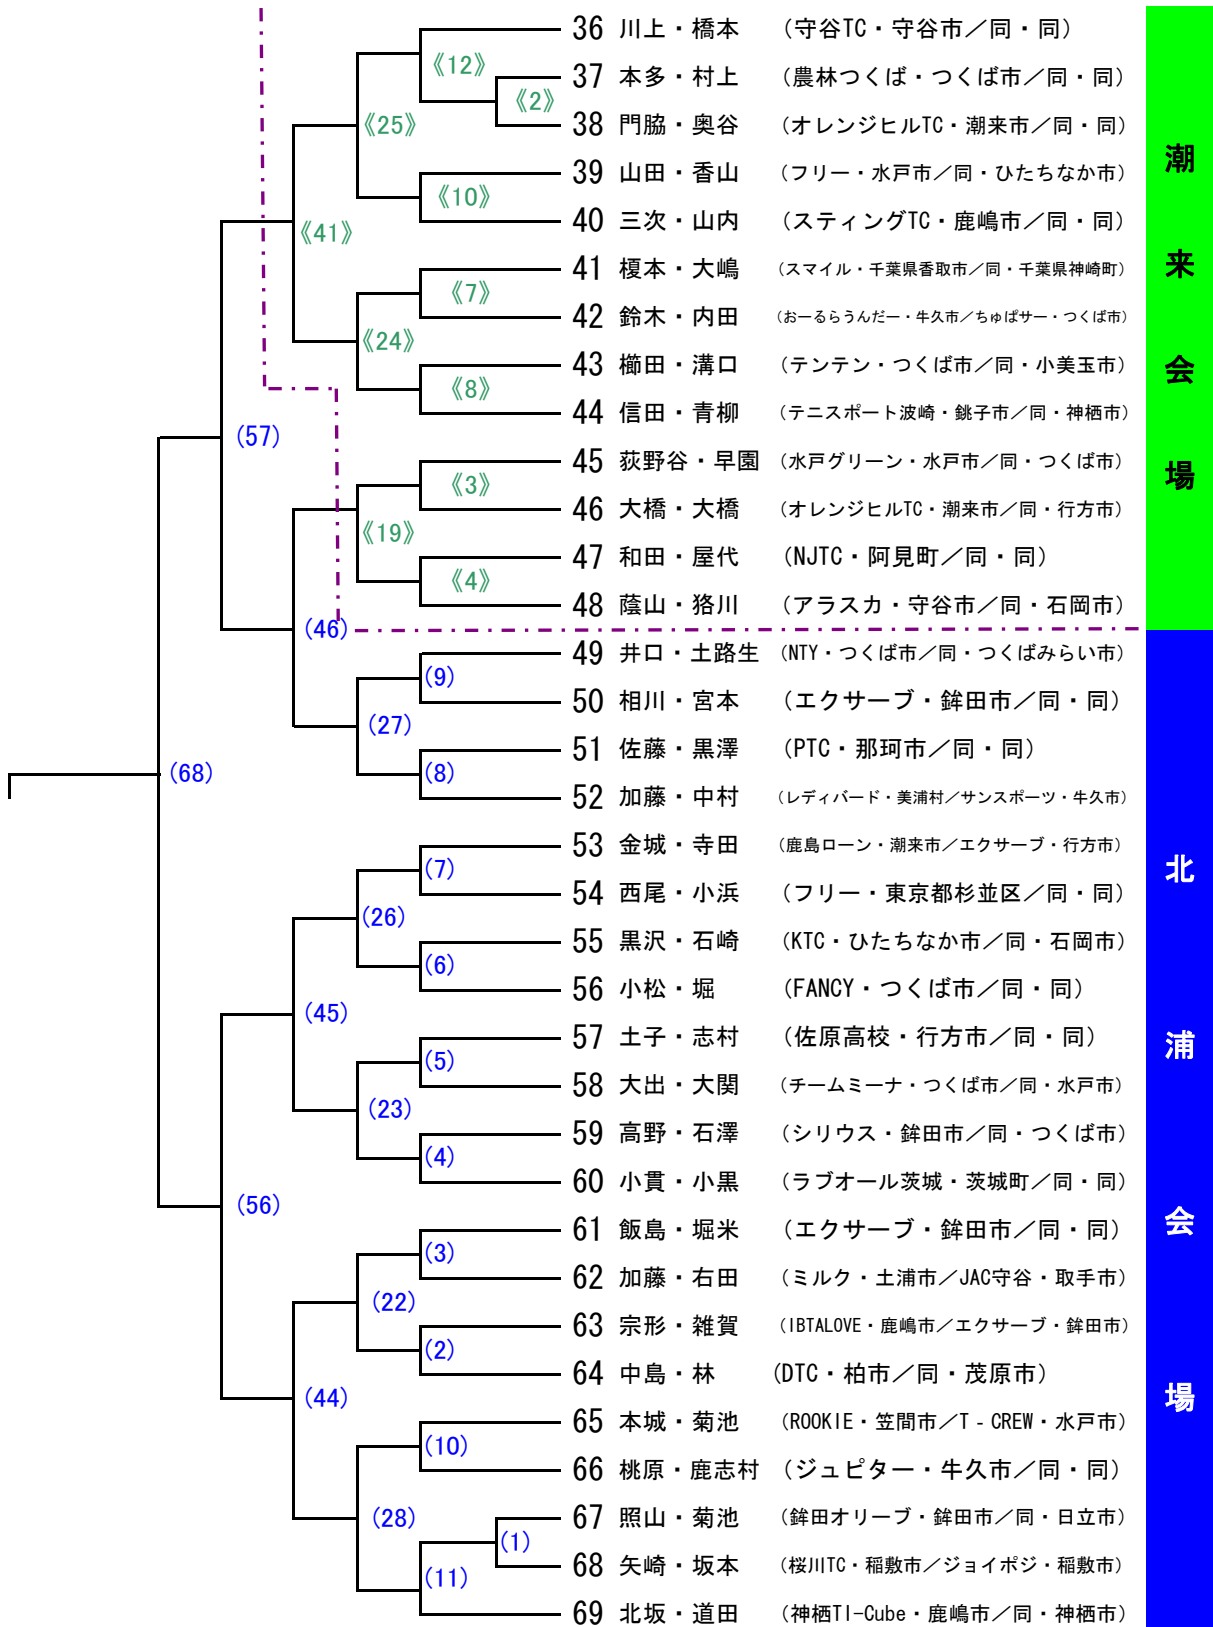 36 川上・橋本 （守谷TC・守谷市／同・同）
《12》
37 本多・村上 （農林つくば・つくば市／同・同）
《2》
38 門脇・奥谷 （オレンジヒルTC・潮来市／同・同）
《25》
39 山田・香山 （フリー・水戸市／同・ひたちなか市）
《10》
40 三次・山内 （スティングTC・鹿嶋市／同・同）
《41》
41 榎本・大嶋 （スマイル・千葉県香取市／同・千葉県神崎町）
《7》
42 鈴木・内田 （おーるらうんだー・牛久市／ちゅぱサー・つくば市）
《24》
43 櫛田・溝口 （テンテン・つくば市／同・小美玉市）
《8》
44 信田・青柳 （テニスポート波崎・銚子市／同・神栖市）
(57)
45 荻野谷・早園 （水戸グリーン・水戸市／同・つくば市）
《3》
46 大橋・大橋 （オレンジヒルTC・潮来市／同・行方市）
《19》
47 和田・屋代 （NJTC・阿見町／同・同）
《4》
48 蔭山・狢川 （アラスカ・守谷市／同・石岡市）
(46)
潮来会場
49 井口・土路生 （NTY・つくば市／同・つくばみらい市）
(9)
50 相川・宮本 （エクサーブ・鉾田市／同・同）
(27)
51 佐藤・黒澤 （PTC・那珂市／同・同）
(8)
(68)
52 加藤・中村 （レディバード・美浦村／サンスポーツ・牛久市）
53 金城・寺田 （鹿島ローン・潮来市／エクサーブ・行方市）
(7)
54 西尾・小浜 （フリー・東京都杉並区／同・同）
(26)
55 黒沢・石崎 （KTC・ひたちなか市／同・石岡市）
(6)
56 小松・堀 （FANCY・つくば市／同・同）
(45)
57 土子・志村 （佐原高校・行方市／同・同）
(5)
58 大出・大関 （チームミーナ・つくば市／同・水戸市）
(23)
59 高野・石澤 （シリウス・鉾田市／同・つくば市）
(4)
60 小貫・小黒 （ラブオール茨城・茨城町／同・同）
(56)
61 飯島・堀米 （エクサーブ・鉾田市／同・同）
(3)
62 加藤・右田 （ミルク・土浦市／JAC守谷・取手市）
(22)
63 宗形・雑賀 （IBTALOVE・鹿嶋市／エクサーブ・鉾田市）
(2)
64 中島・林 （DTC・柏市／同・茂原市）
(44)
65 本城・菊池 （ROOKIE・笠間市／T‐CREW・水戸市）
(10)
66 桃原・鹿志村 （ジュピター・牛久市／同・同）
(28)
67 照山・菊池 （鉾田オリーブ・鉾田市／同・日立市）
(1)
68 矢崎・坂本 （桜川TC・稲敷市／ジョイポジ・稲敷市）
(11)
69 北坂・道田 （神栖TI-Cube・鹿嶋市／同・神栖市）
北浦会場